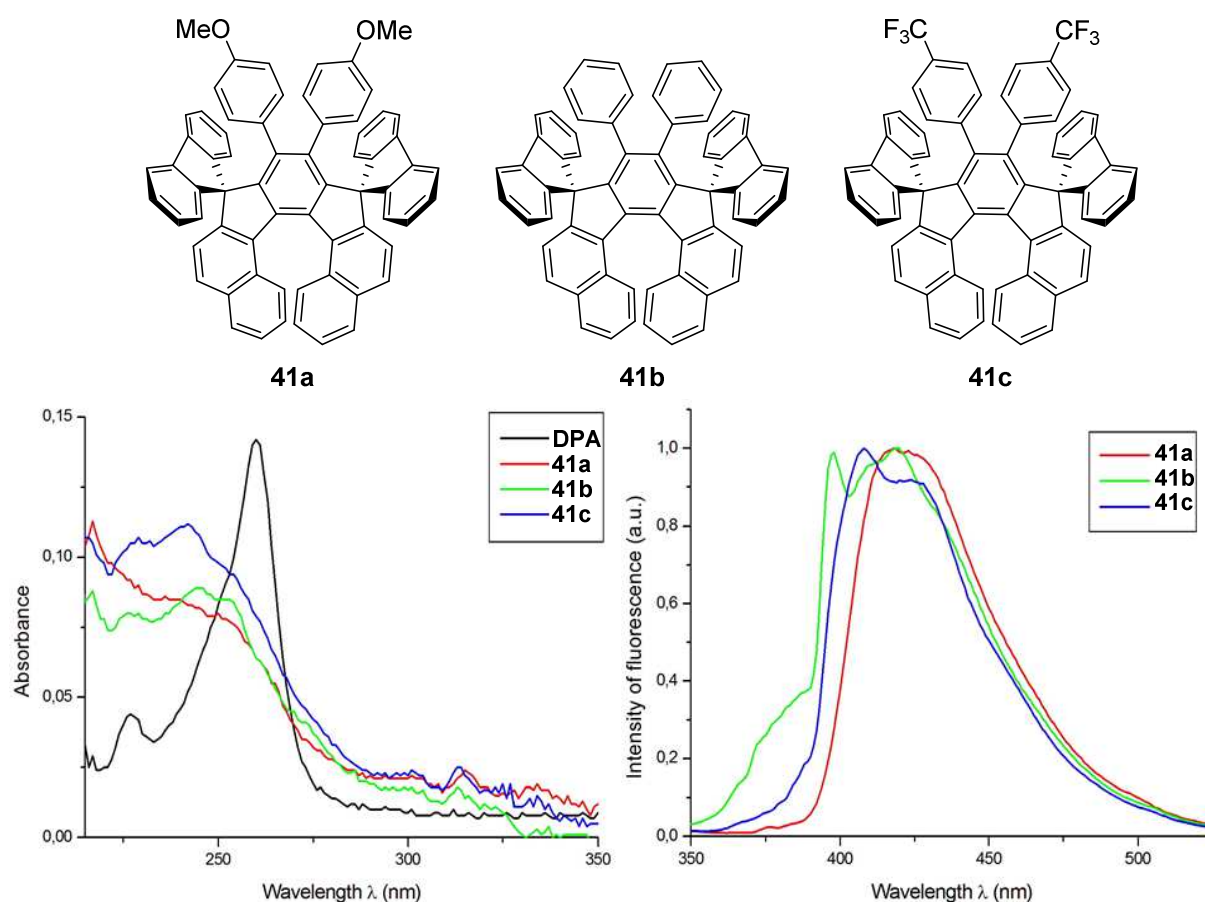 MeO OMe
F₃C CF₃
41a 41b 41c
0,15
0,10
0,05
0,00
Absorbance
250 300 350
Wavelength λ (nm)
DPA
41a
41b
41c
1,0
0,8
0,6
0,4
0,2
0,0
Intensity of fluorescence (a.u.)
350 400 450 500
Wavelength λ (nm)
41a
41b
41c